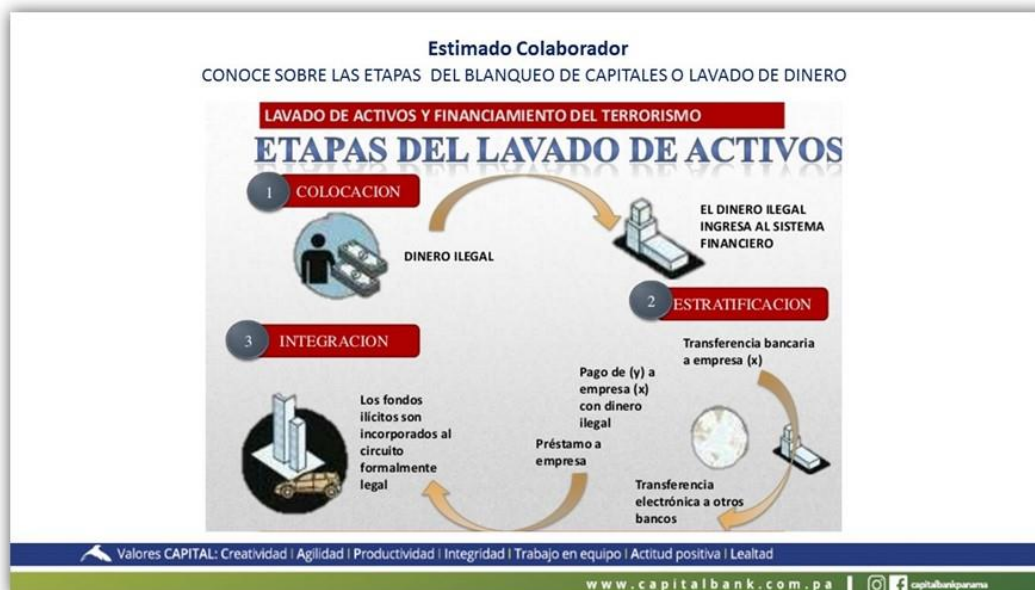 Estimado Colaborador
CONOCE SOBRE LAS ETAPAS DEL BLANQUEO DE CAPITALES O LAVADO DE DINERO
LAVADO DE ACTIVOS Y FINANCIAMIENTO DEL TERRORISMO
ETAPAS DEL LAVADO DE ACTIVOS
1 COLOCACION
DINERO ILEGAL
EL DINERO ILEGAL
INGRESA AL SISTEMA
FINANCIERO
2 ESTRATIFICACION
Transferencia bancaria
a empresa (x)
Transferencia
electrónica a otros
bancos
Pago de (y) a
empresa (x)
con dinero
ilegal
Préstamo a
empresa
3 INTEGRACION
Los fondos
ilícitos son
incorporados al
circuito
formalmente
legal
Valores CAPITAL: Creatividad | Agilidad | Productividad | Integridad | Trabajo en equipo | Actitud positiva | Lealtad
www.capitalbank.com.pa | capitalbankpanama